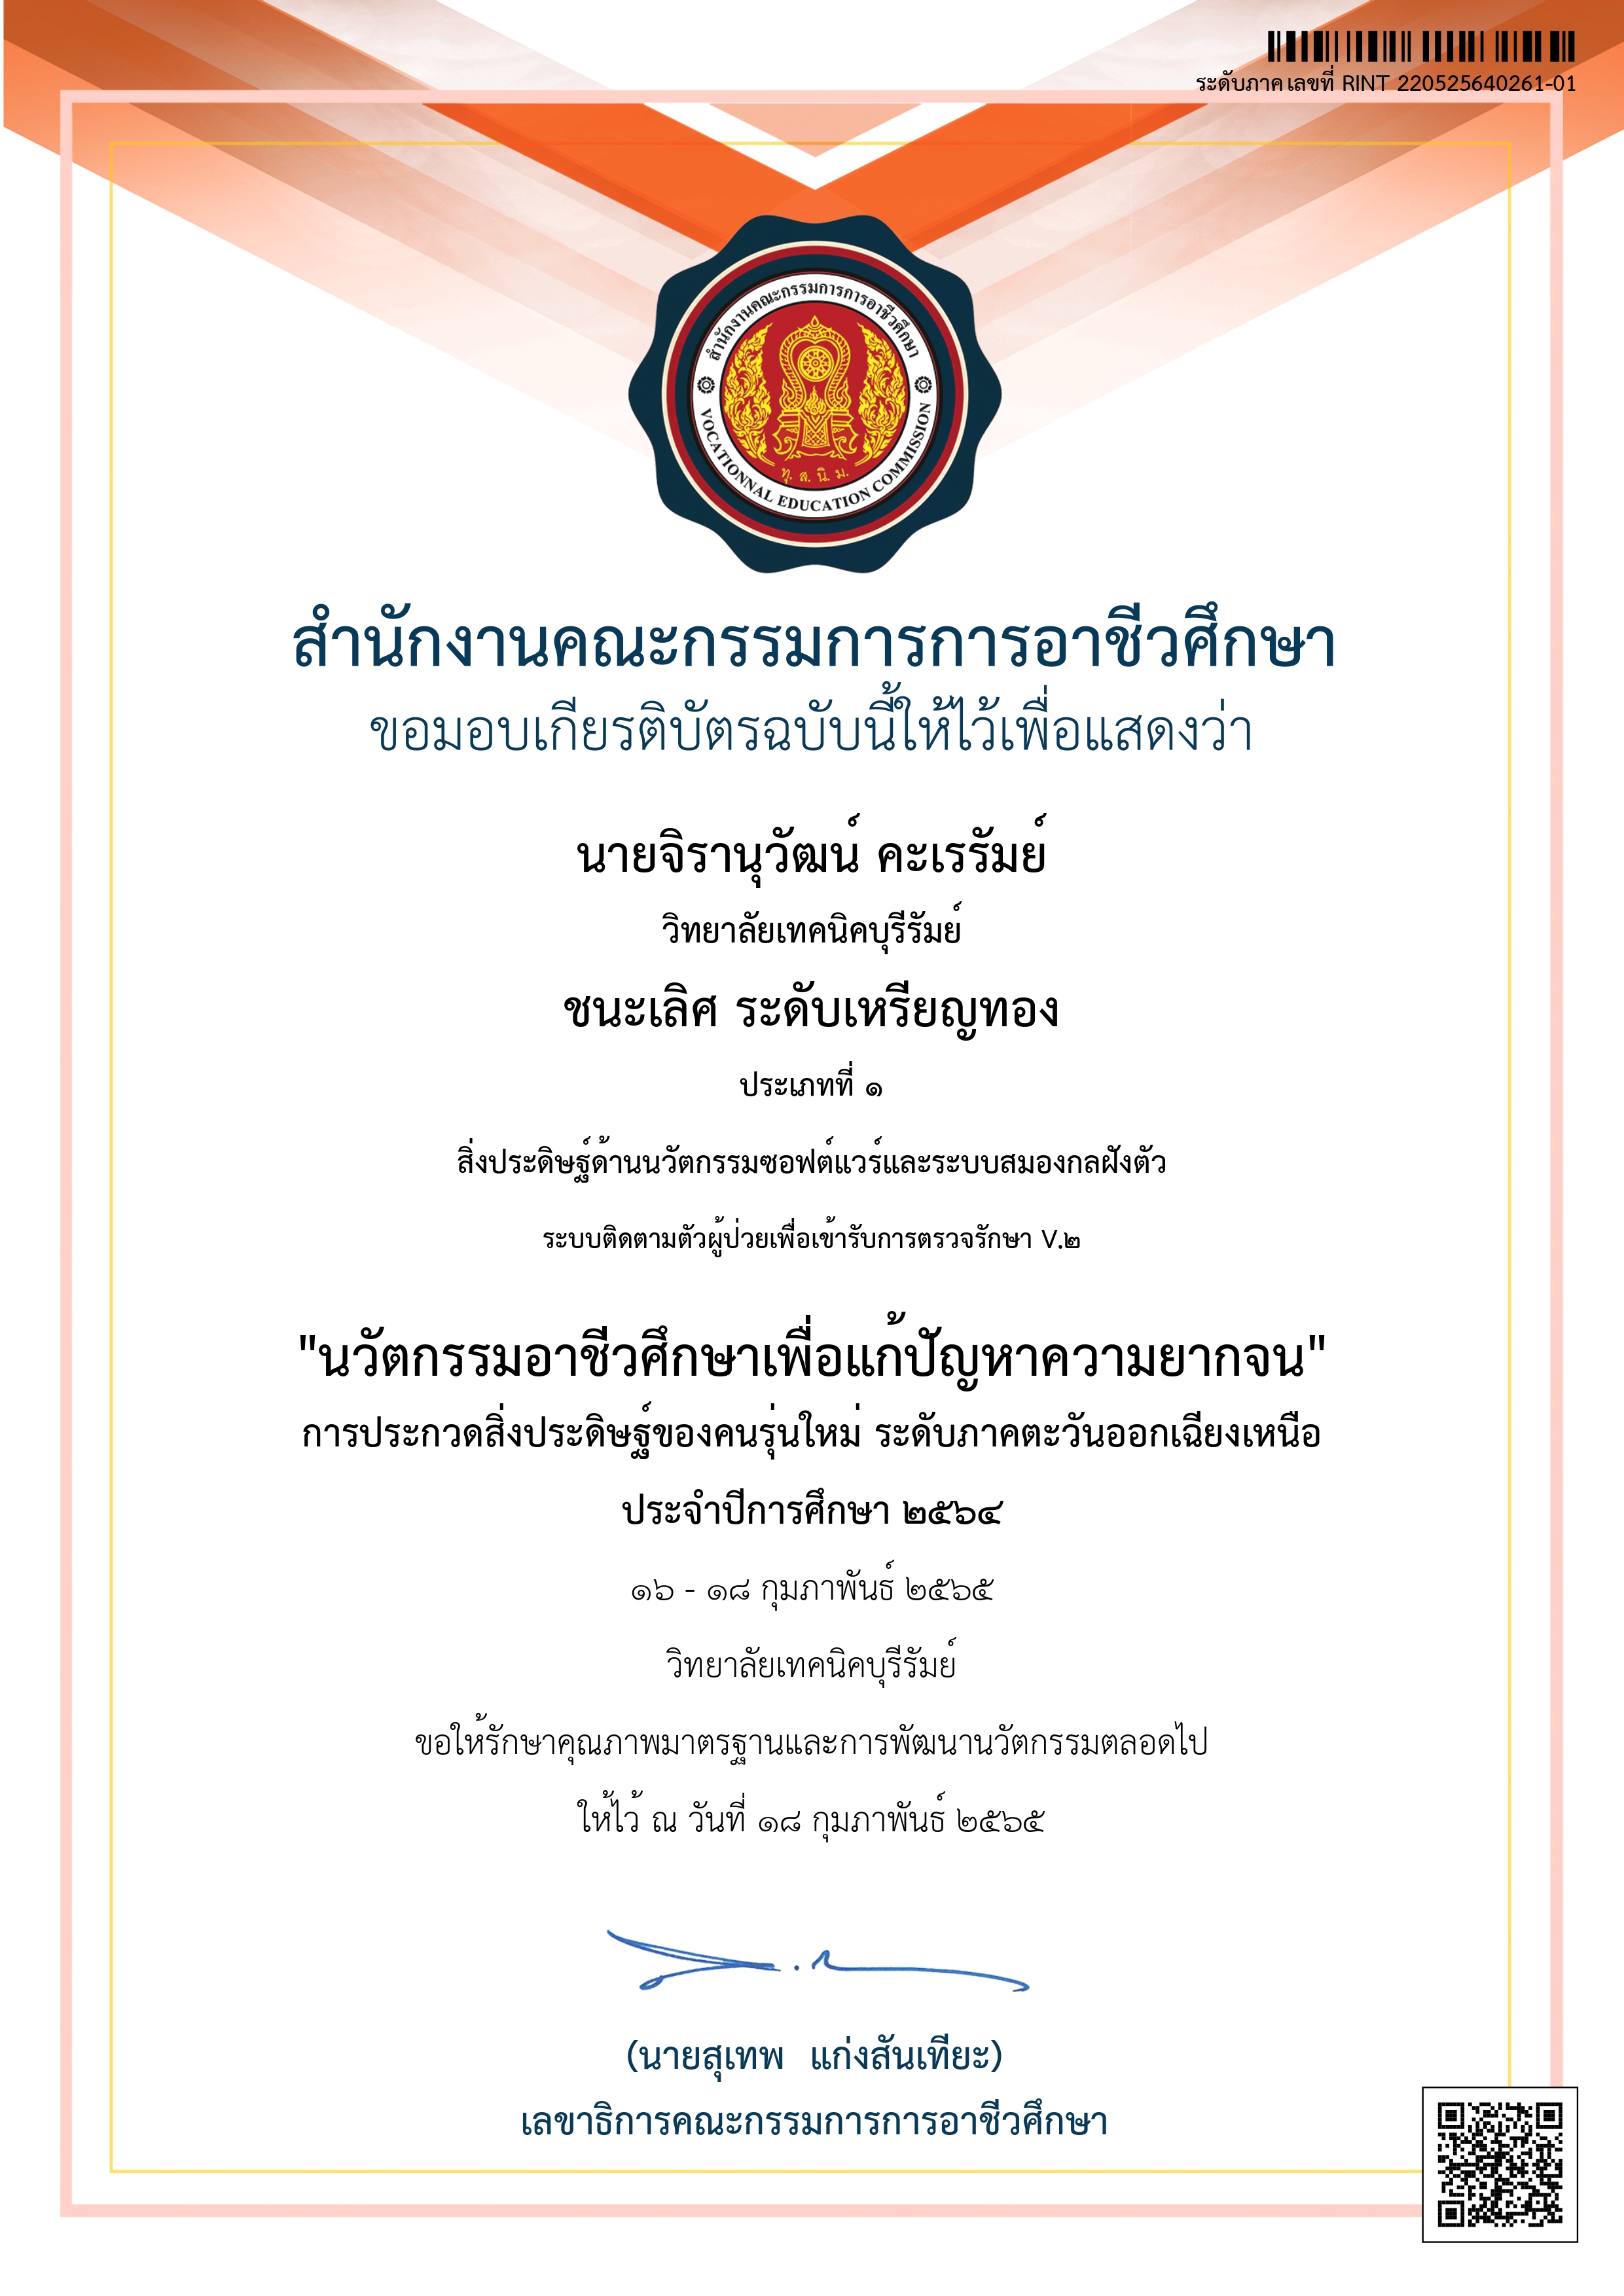 ระดับภาค เลขที่ RINT 220525640261-01
สำนักงานคณะกรรมการการอาชีวศึกษา
VOCATIONNAL EDUCATION COMMISSION
ทุ. ส. นิ. ม.
สำนักงานคณะกรรมการการอาชีวศึกษา
ขอมอบเกียรติบัตรฉบับนี้ให้ไว้เพื่อแสดงว่า
นายจิรานุวัฒน์ คะเรรัมย์
วิทยาลัยเทคนิคบุรีรัมย์
ชนะเลิศ ระดับเหรียญทอง
ประเภทที่ ๑
สิ่งประดิษฐ์ด้านนวัตกรรมซอฟต์แวร์และระบบสมองกลฝังตัว
ระบบติดตามตัวผู้ป่วยเพื่อเข้ารับการตรวจรักษา V.๒
"นวัตกรรมอาชีวศึกษาเพื่อแก้ปัญหาความยากจน"
การประกวดสิ่งประดิษฐ์ของคนรุ่นใหม่ ระดับภาคตะวันออกเฉียงเหนือ
ประจำปีการศึกษา ๒๕๖๔
๑๖ - ๑๘ กุมภาพันธ์ ๒๕๖๕
วิทยาลัยเทคนิคบุรีรัมย์
ขอให้รักษาคุณภาพมาตรฐานและการพัฒนานวัตกรรมตลอดไป
ให้ไว้ ณ วันที่ ๑๘ กุมภาพันธ์ ๒๕๖๕
(นายสุเทพ แก่งสันเทียะ)
เลขาธิการคณะกรรมการการอาชีวศึกษา